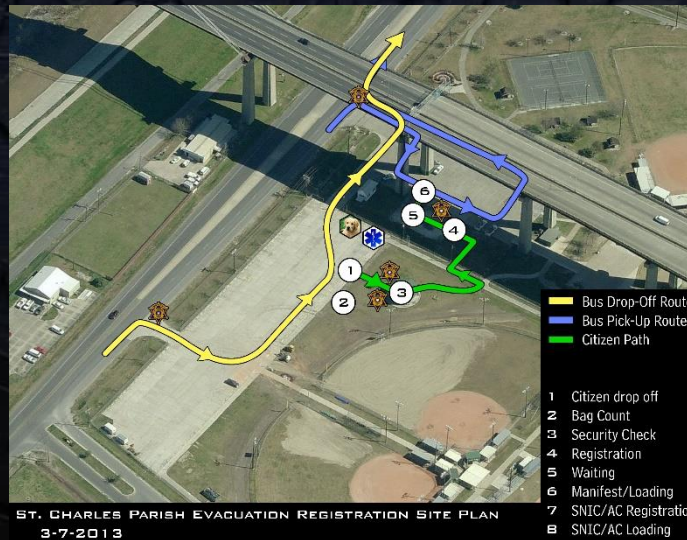 6
5
4
1
2
3
Bus Drop-Off Route
Bus Pick-Up Route
Citizen Path
1 Citizen drop off
2 Bag Count
3 Security Check
4 Registration
5 Waiting
6 Manifest/Loading
7 SNIC/AC Registration
8 SNIC/AC Loading
ST. CHARLES PARISH EVACUATION REGISTRATION SITE PLAN
3-7-2013